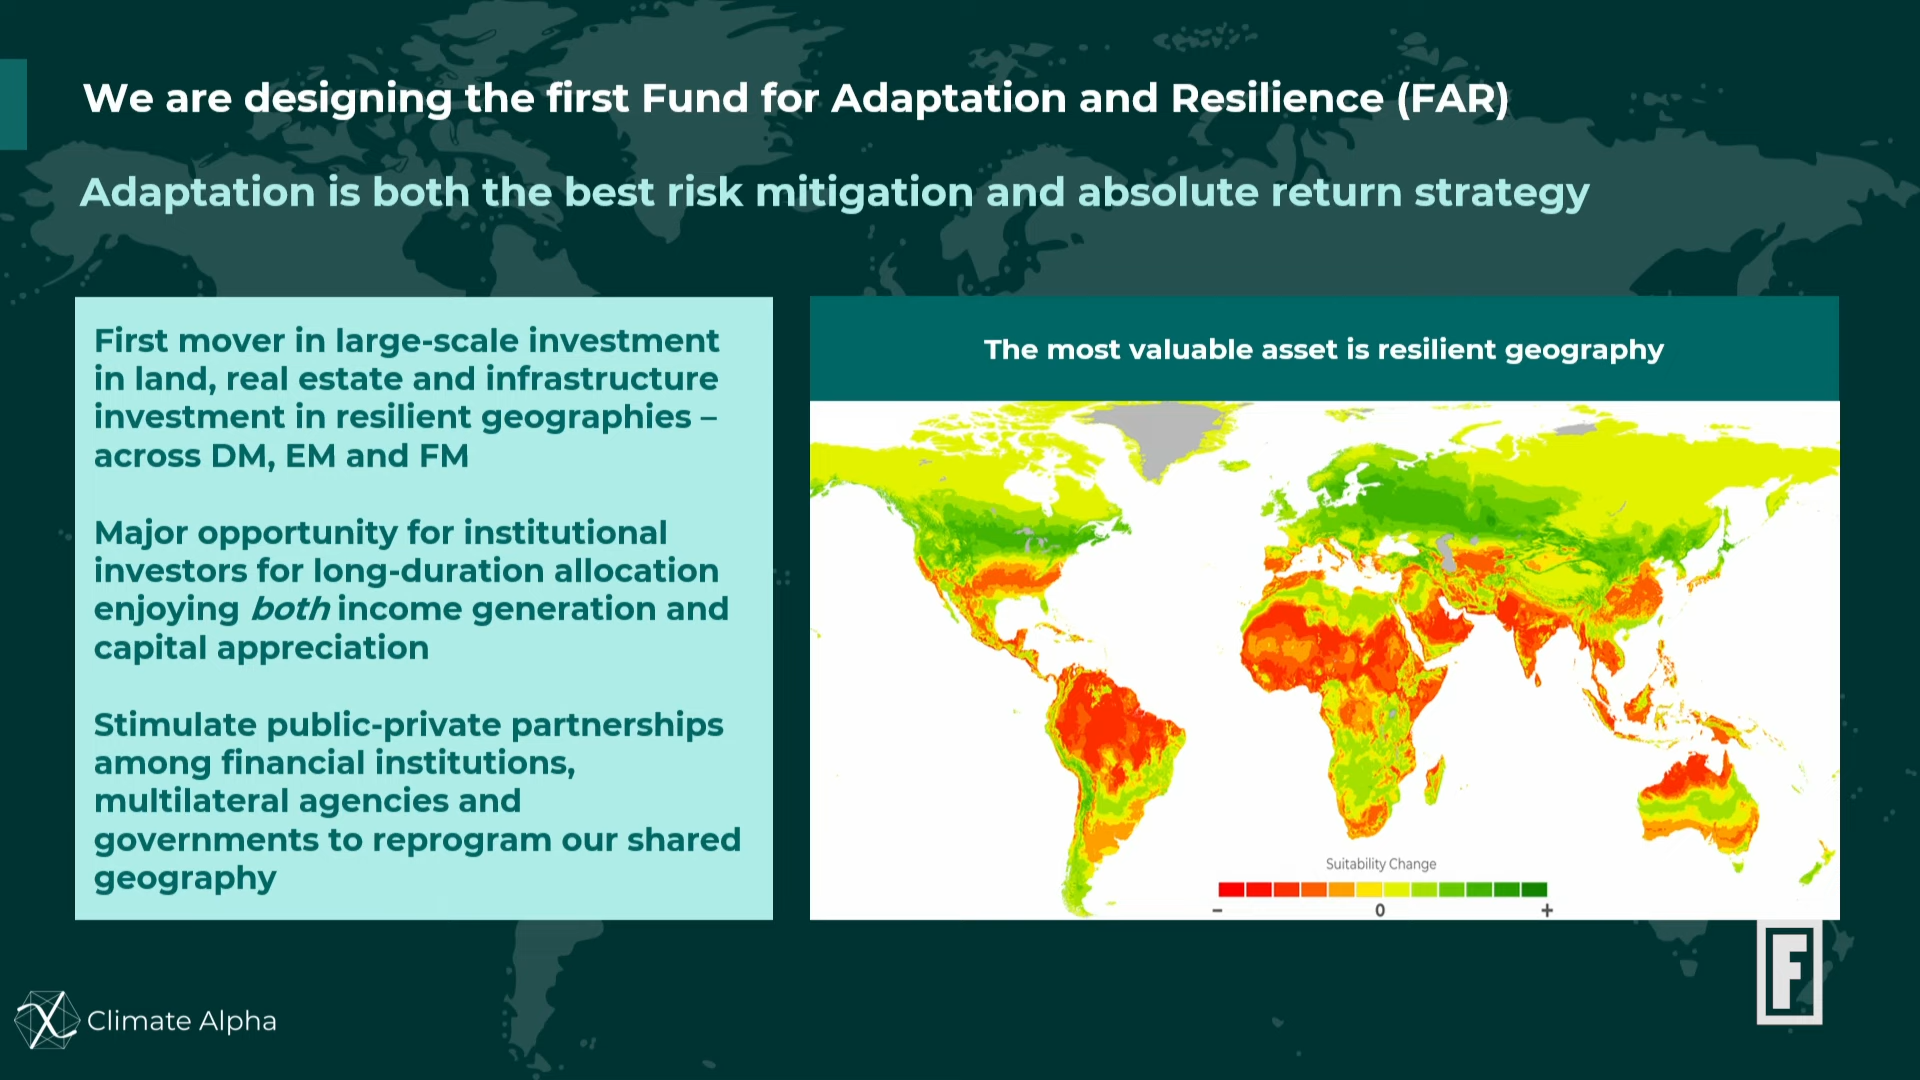 We are designing the first Fund for Adaptation and Resilience (FAR)
Adaptation is both the best risk mitigation and absolute return strategy
First mover in large-scale investment
in land, real estate and infrastructure
investment in resilient geographies –
across DM, EM and FM
Major opportunity for institutional
investors for long-duration allocation
enjoying both income generation and
capital appreciation
Stimulate public-private partnerships
among financial institutions,
multilateral agencies and
governments to reprogram our shared
geography
The most valuable asset is resilient geography
Suitability Change
– 0 +
Climate Alpha
F